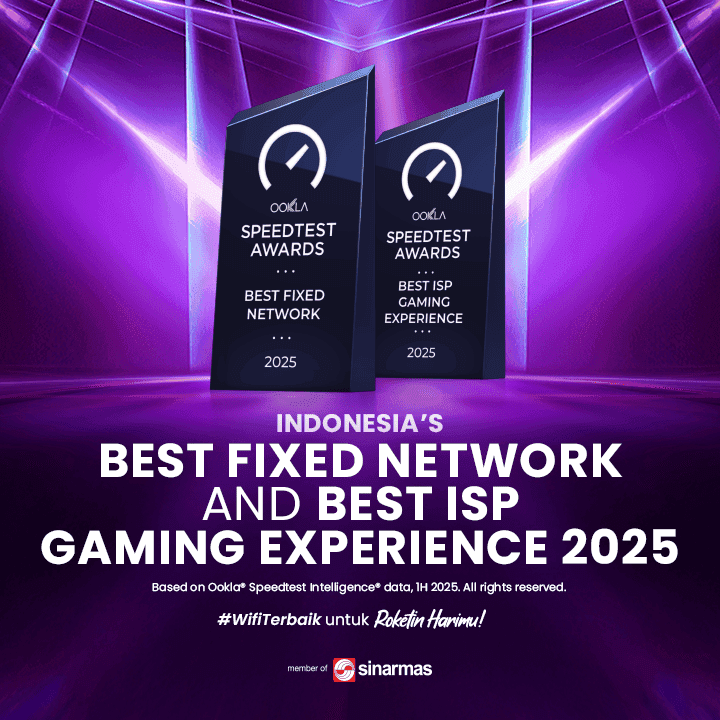 OOKLA
SPEEDTEST
AWARDS
BEST FIXED
NETWORK
2025
OOKLA
SPEEDTEST
AWARDS
BEST ISP
GAMING
EXPERIENCE
2025
INDONESIA'S
BEST FIXED NETWORK
AND BEST ISP
GAMING EXPERIENCE 2025
Based on Ookla® Speedtest Intelligence® data, 1H 2025. All rights reserved.
#WifiTerbaik untuk Roketin Harimu!
member of sinarmas